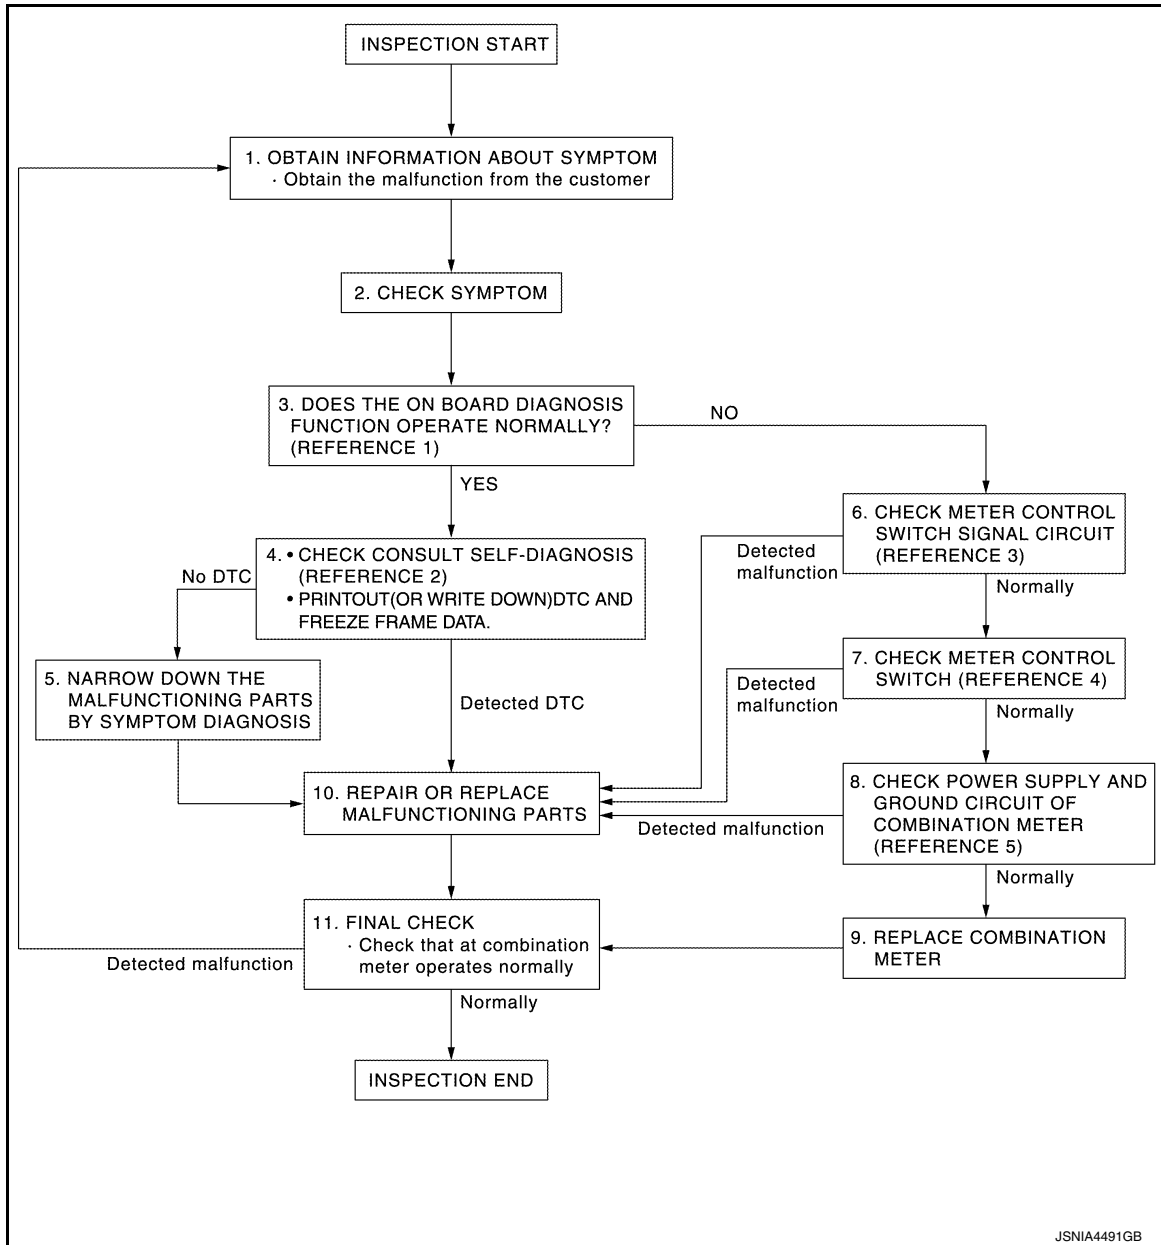 INSPECTION START
1. OBTAIN INFORMATION ABOUT SYMPTOM
· Obtain the malfunction from the customer
2. CHECK SYMPTOM
3. DOES THE ON BOARD DIAGNOSIS
FUNCTION OPERATE NORMALLY?
(REFERENCE 1)
NO
YES
4. • CHECK CONSULT SELF-DIAGNOSIS
(REFERENCE 2)
• PRINTOUT(OR WRITE DOWN)DTC AND
FREEZE FRAME DATA.
No DTC
5. NARROW DOWN THE
MALFUNCTIONING PARTS
BY SYMPTOM DIAGNOSIS
Detected DTC
6. CHECK METER CONTROL
SWITCH SIGNAL CIRCUIT
(REFERENCE 3)
Detected
malfunction
Normally
7. CHECK METER CONTROL
SWITCH (REFERENCE 4)
Detected
malfunction
Normally
8. CHECK POWER SUPPLY AND
GROUND CIRCUIT OF
COMBINATION METER
(REFERENCE 5)
Detected malfunction
Normally
9. REPLACE COMBINATION
METER
10. REPAIR OR REPLACE
MALFUNCTIONING PARTS
11. FINAL CHECK
· Check that at combination
meter operates normally
Detected malfunction
Normally
INSPECTION END
JSNIA4491GB